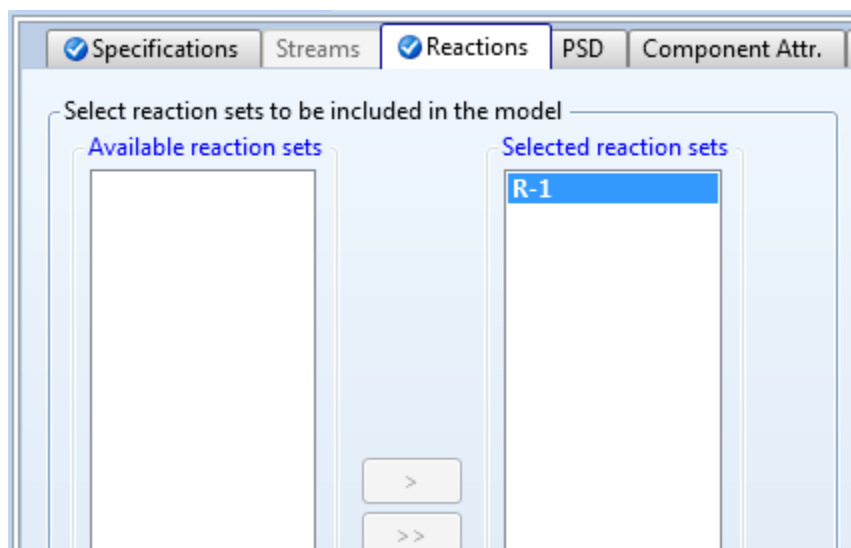 Specifications Streams Reactions PSD Component Attr.
Select reaction sets to be included in the model
Available reaction sets Selected reaction sets
R-1
>
>>